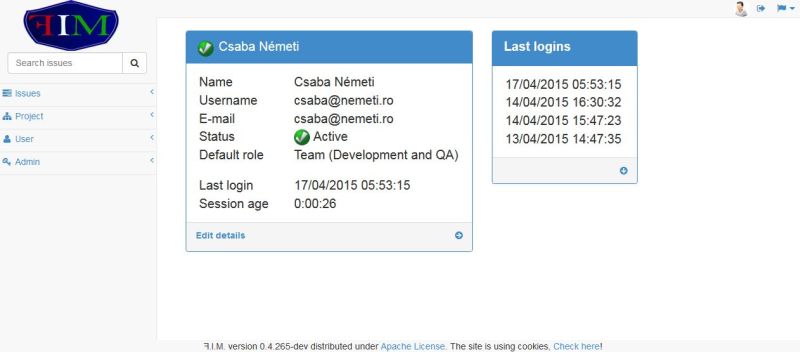 ꟻIM
Search issues
Issues
Project
User
Admin
Csaba Németi
Name Csaba Németi
Username csaba@nemeti.ro
E-mail csaba@nemeti.ro
Status Active
Default role Team (Development and QA)
Last login 17/04/2015 05:53:15
Session age 0:00:26
Edit details
Last logins
17/04/2015 05:53:15
14/04/2015 16:30:32
14/04/2015 15:47:23
13/04/2015 14:47:35
ꟻ.I.M. version 0.4.265-dev distributed under Apache License. The site is using cookies, Check here!